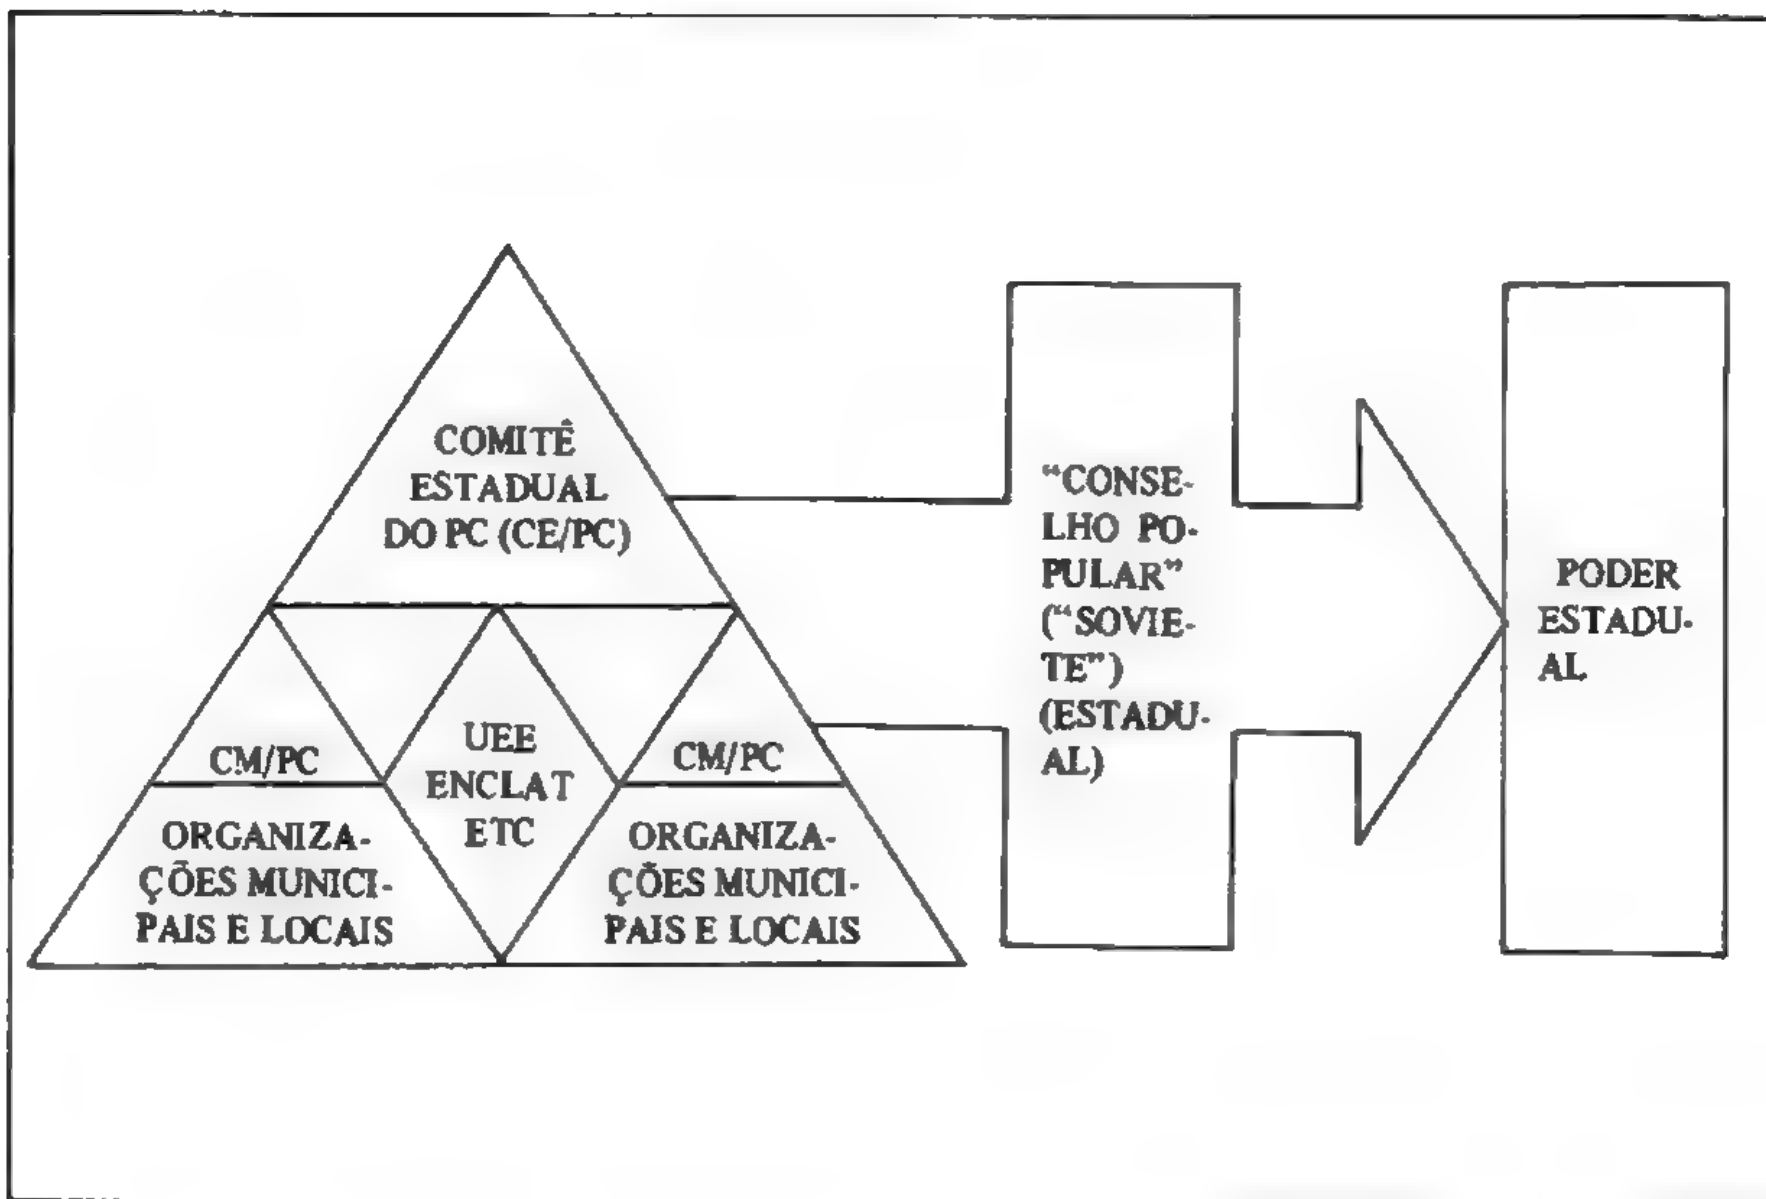 COMITÊ
ESTADUAL
DO PC (CE/PC)
CM/PC
ORGANIZA-
ÇÕES MUNICI-
PAIS E LOCAIS
UEE
ENCLAT
ETC
CM/PC
ORGANIZA-
ÇÕES MUNICI-
PAIS E LOCAIS
“CONSE-
LHO PO-
PULAR”
(“SOVIE-
TE”)
(ESTADU-
AL)
PODER
ESTADU-
AL